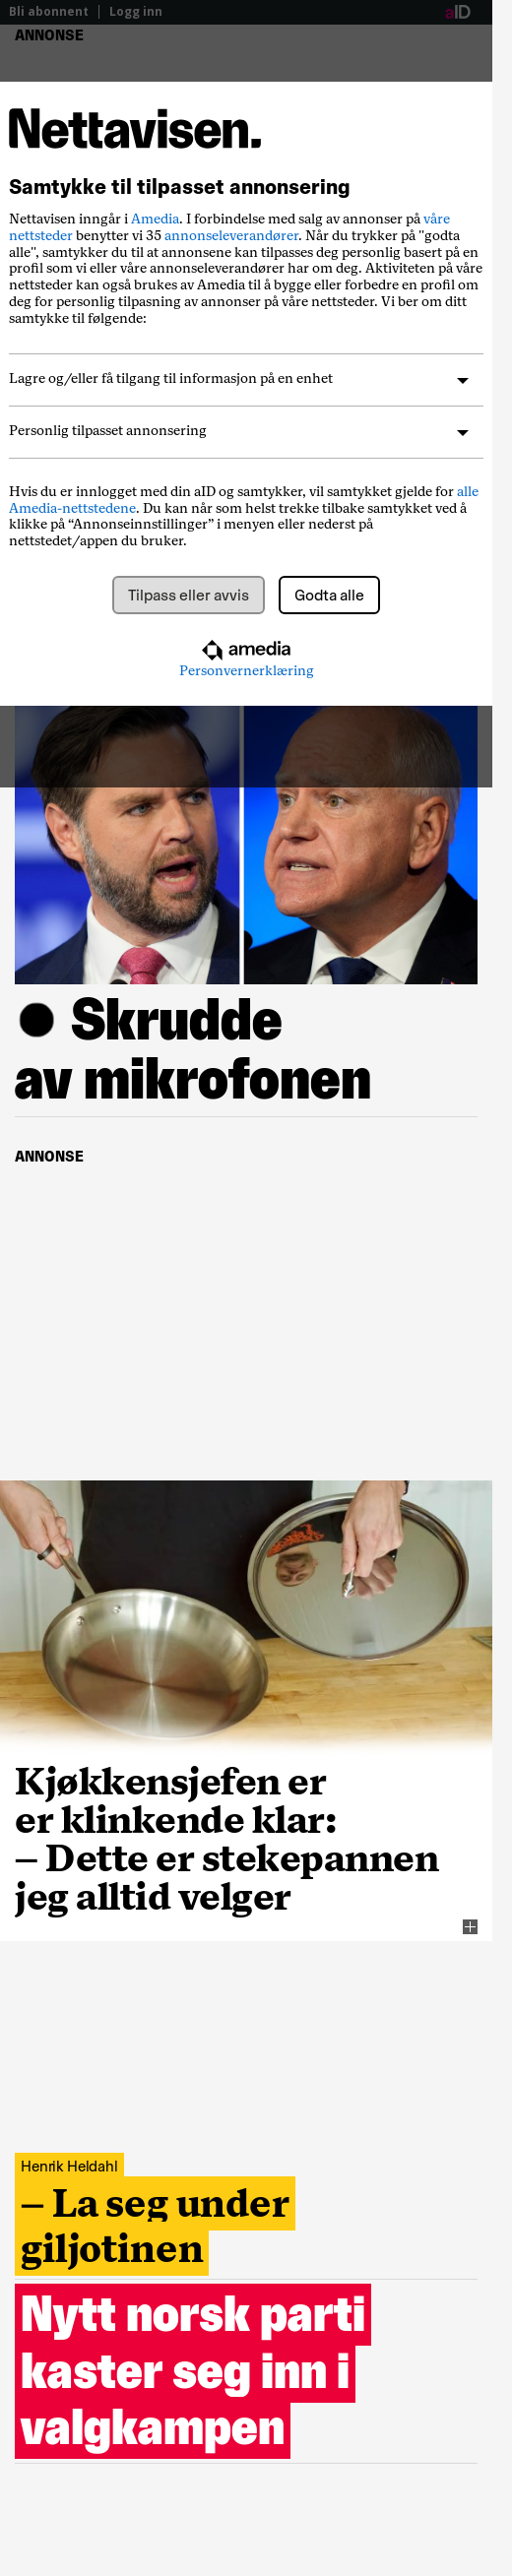 Bli abonnent | Logg inn aID
ANNONSE
Nettavisen.
Samtykke til tilpasset annonsering
Nettavisen inngår i Amedia. I forbindelse med salg av annonser på våre
nettsteder benytter vi 35 annonseleverandører. Når du trykker på "godta
alle", samtykker du til at annonsene kan tilpasses deg personlig basert på en
profil som vi eller våre annonseleverandører har om deg. Aktiviteten på våre
nettsteder kan også brukes av Amedia til å bygge eller forbedre en profil om
deg for personlig tilpasning av annonser på våre nettsteder. Vi ber om ditt
samtykke til følgende:
Lagre og/eller få tilgang til informasjon på en enhet
Personlig tilpasset annonsering
Hvis du er innlogget med din aID og samtykker, vil samtykket gjelde for alle
Amedia-nettstedene. Du kan når som helst trekke tilbake samtykket ved å
klikke på “Annonseinnstillinger” i menyen eller nederst på
nettstedet/appen du bruker.
Tilpass eller avvis Godta alle
amedia
Personvernerklæring
Skrudde
av mikrofonen
ANNONSE
Kjøkkensjefen er
er klinkende klar:
– Dette er stekepannen
jeg alltid velger
Henrik Heldahl
– La seg under
giljotinen
Nytt norsk parti
kaster seg inn i
valgkampen